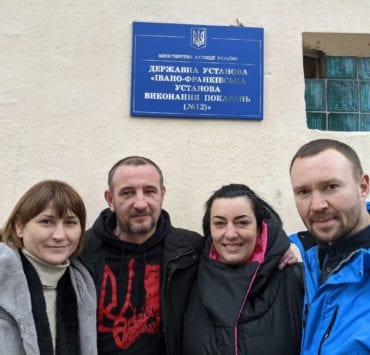 МІНІСТЕРСТВО ЮСТИЦІЇ УКРАЇНИ
ДЕРЖАВНА УСТАНОВА
«ІВАНО-ФРАНКІВСЬКА
УСТАНОВА
ВИКОНАННЯ ПОКАРАНЬ
(№12)»